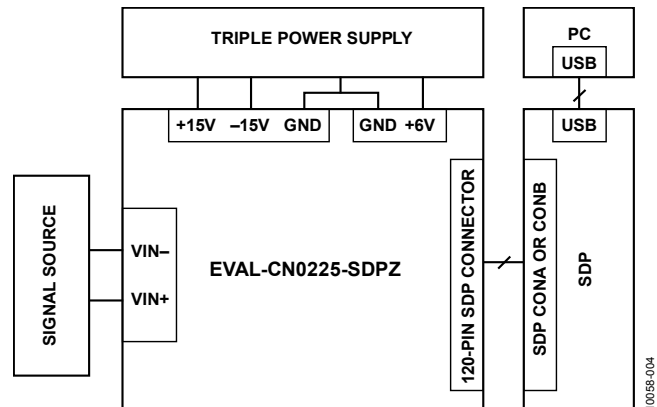 TRIPLE POWER SUPPLY
PC
USB
+15V –15V GND
GND +6V
USB
SIGNAL SOURCE
VIN–
VIN+
EVAL-CN0225-SDPZ
120-PIN SDP CONNECTOR
SDP CONA OR CONB
SDP
10058-004